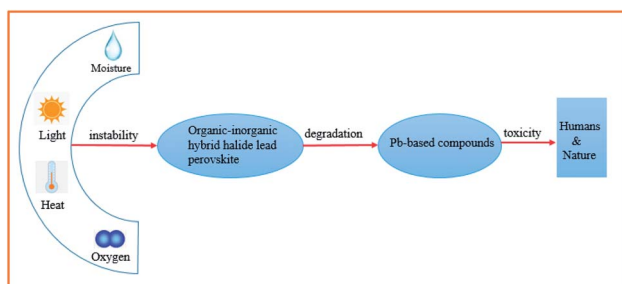 Moisture
Light
Heat
Oxygen
instability
Organic-inorganic
hybrid halide lead
perovskite
degradation
Pb-based compounds
toxicity
Humans
&
Nature